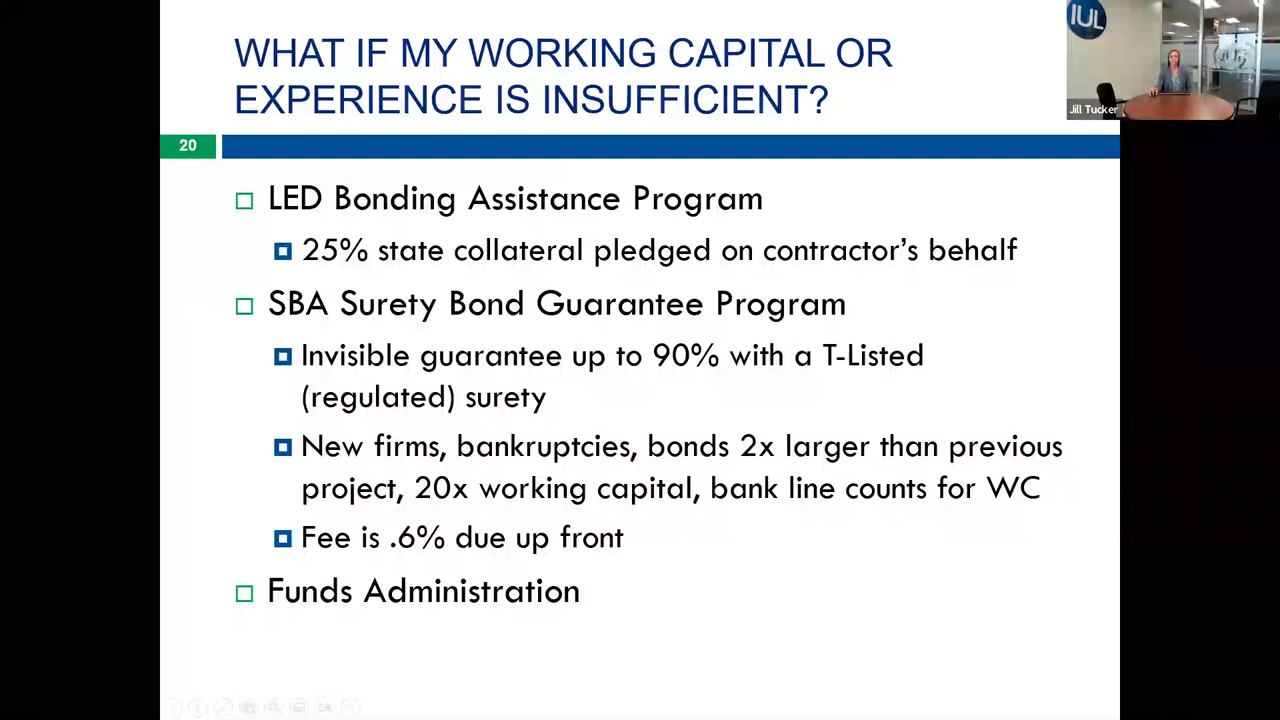 WHAT IF MY WORKING CAPITAL OR
EXPERIENCE IS INSUFFICIENT?
IUL
Jill Tucker
20
LED Bonding Assistance Program
25% state collateral pledged on contractor’s behalf
SBA Surety Bond Guarantee Program
Invisible guarantee up to 90% with a T-Listed
(regulated) surety
New firms, bankruptcies, bonds 2x larger than previous
project, 20x working capital, bank line counts for WC
Fee is .6% due up front
Funds Administration